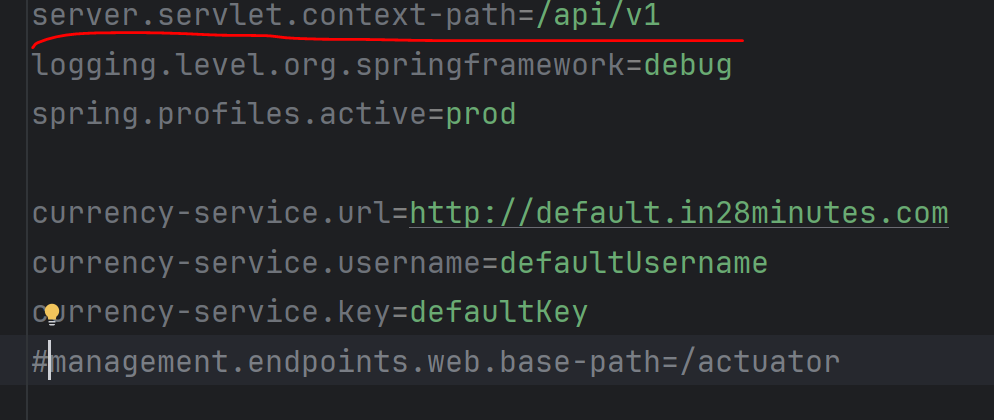 server.servlet.context-path=/api/v1
logging.level.org.springframework=debug
spring.profiles.active=prod
currency-service.url=http://default.in28minutes.com
currency-service.username=defaultUsername
currency-service.key=defaultKey
#management.endpoints.web.base-path=/actuator